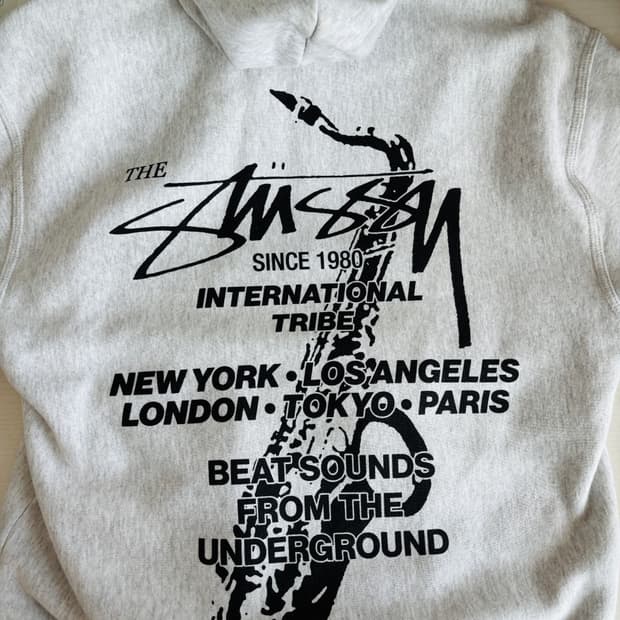 THE
Stüssy
SINCE 1980
INTERNATIONAL
TRIBE
NEW YORK • LOS ANGELES
LONDON • TOKYO • PARIS
BEAT SOUNDS
FROM THE
UNDERGROUND